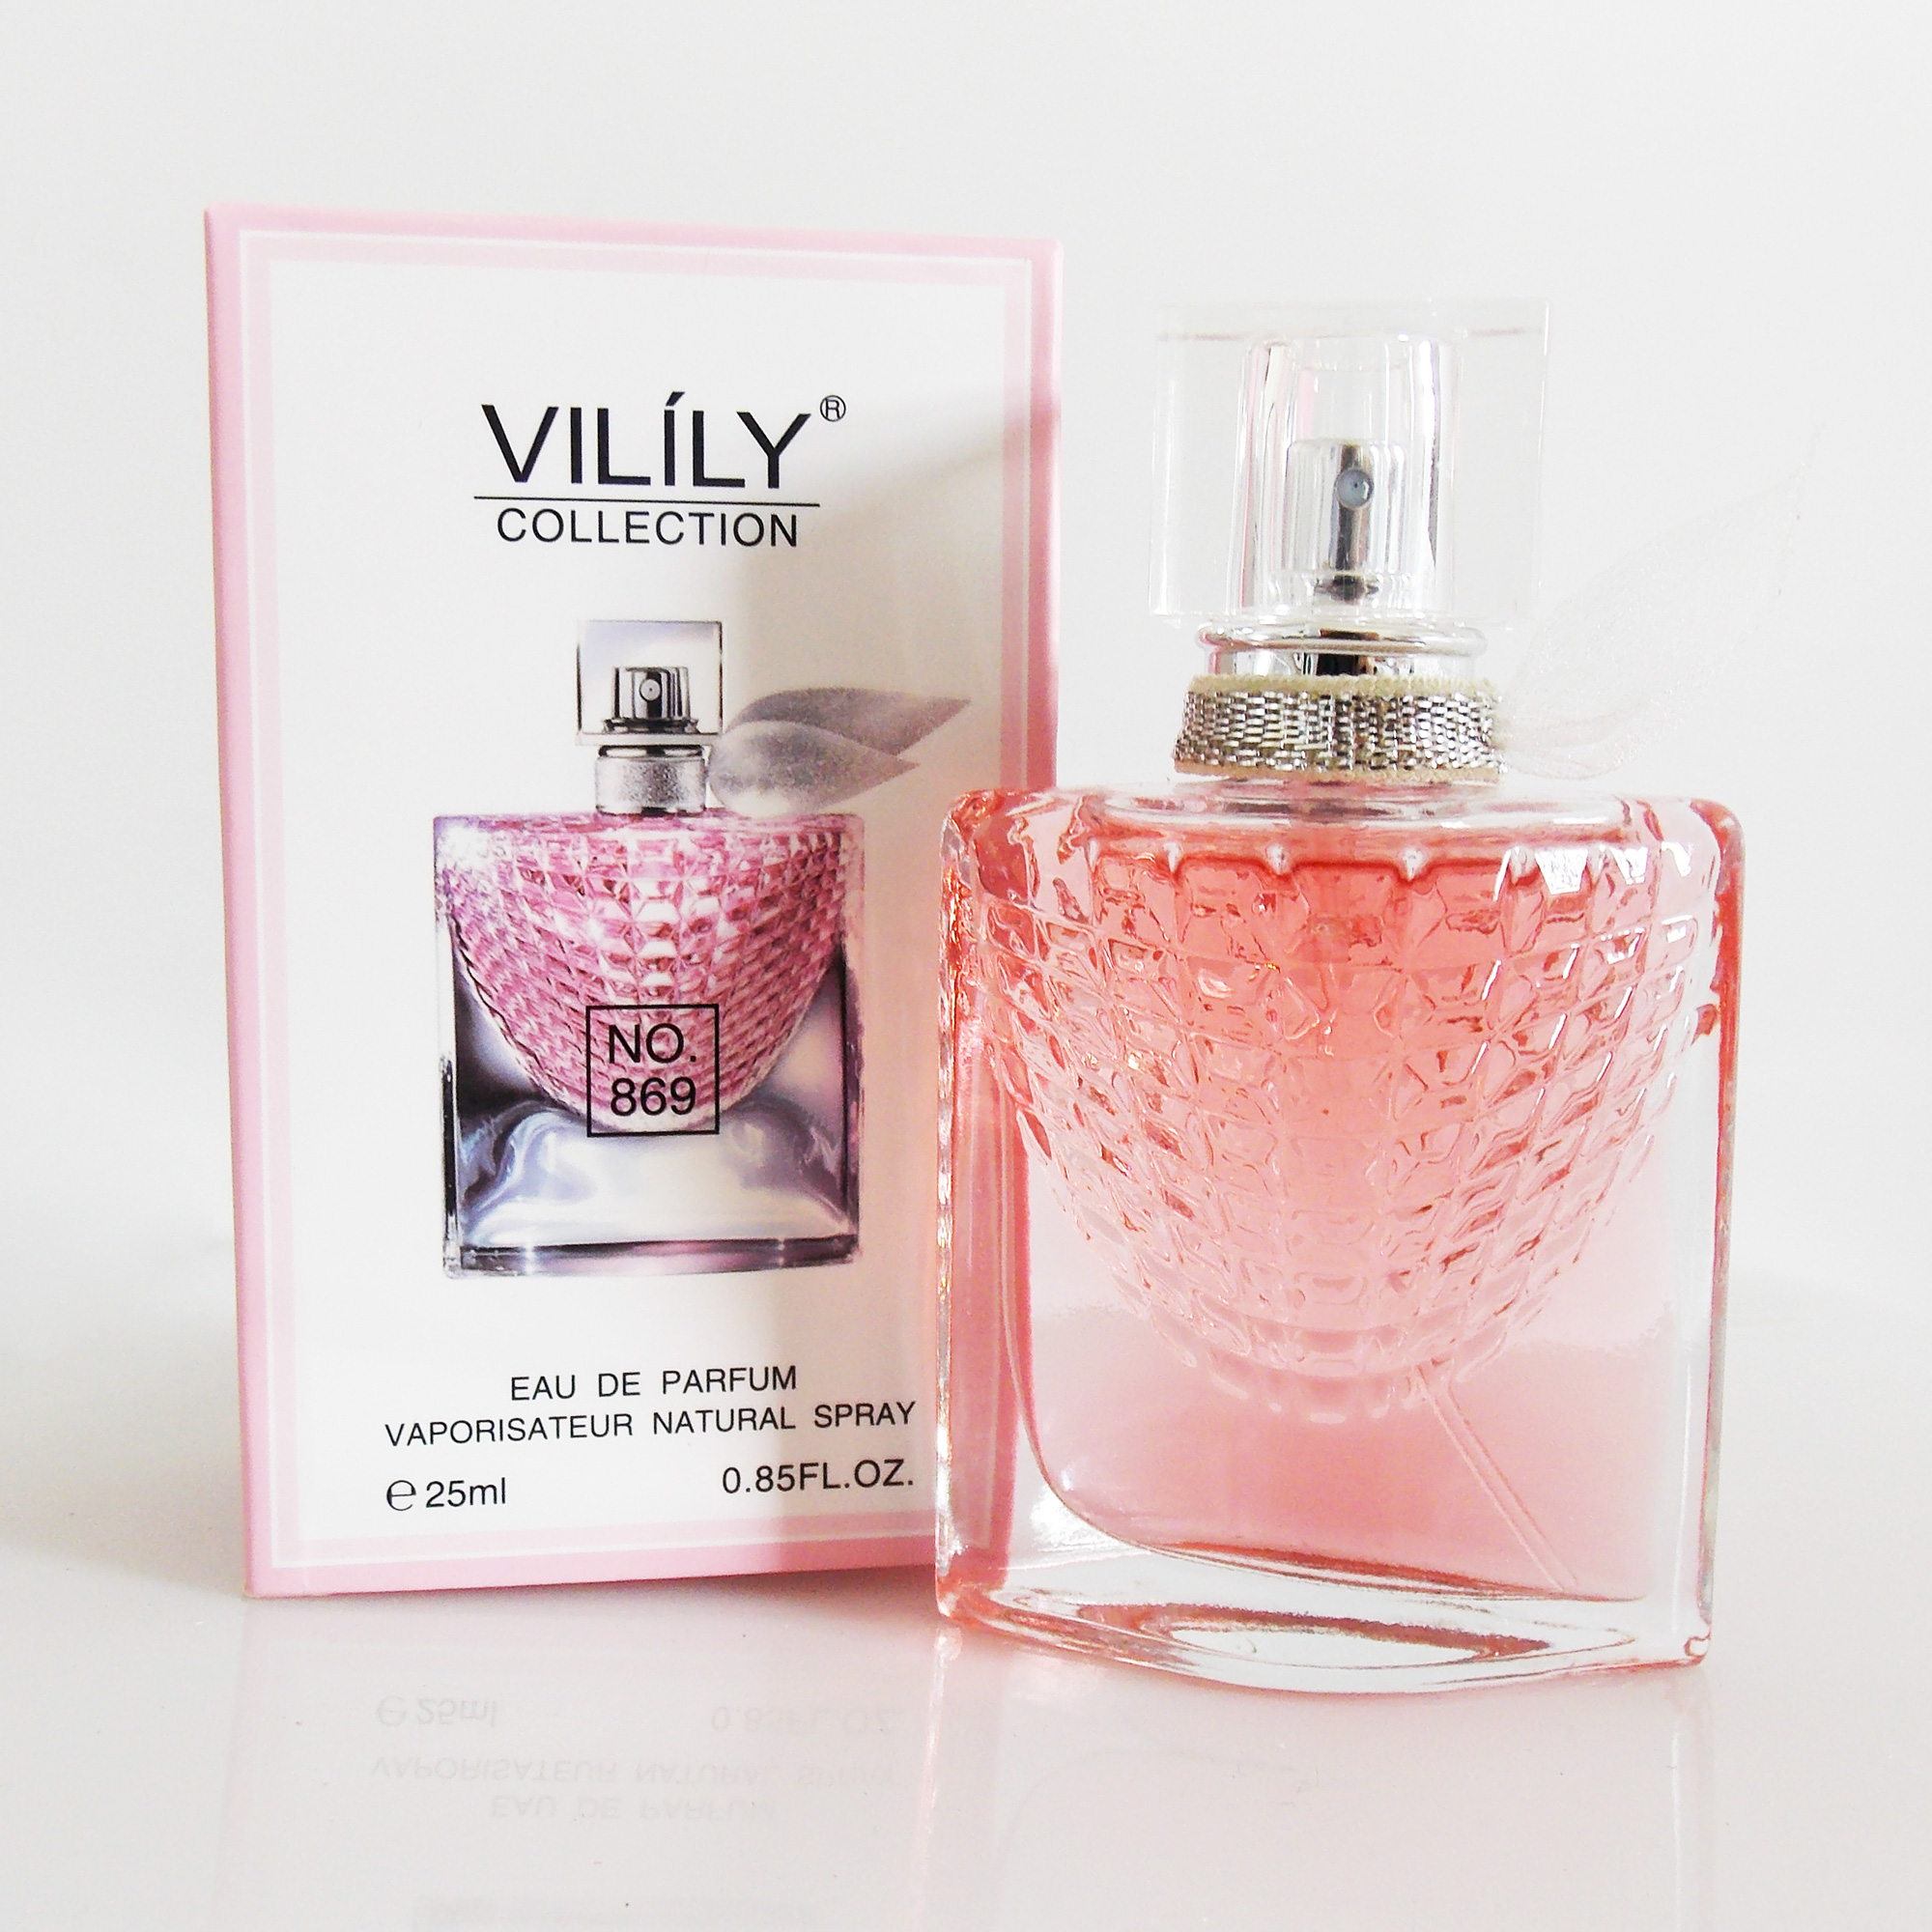 VILÍLY®
COLLECTION
NO.
869
EAU DE PARFUM
VAPORISATEUR NATURAL SPRAY
℮25ml 0.85FL.OZ.